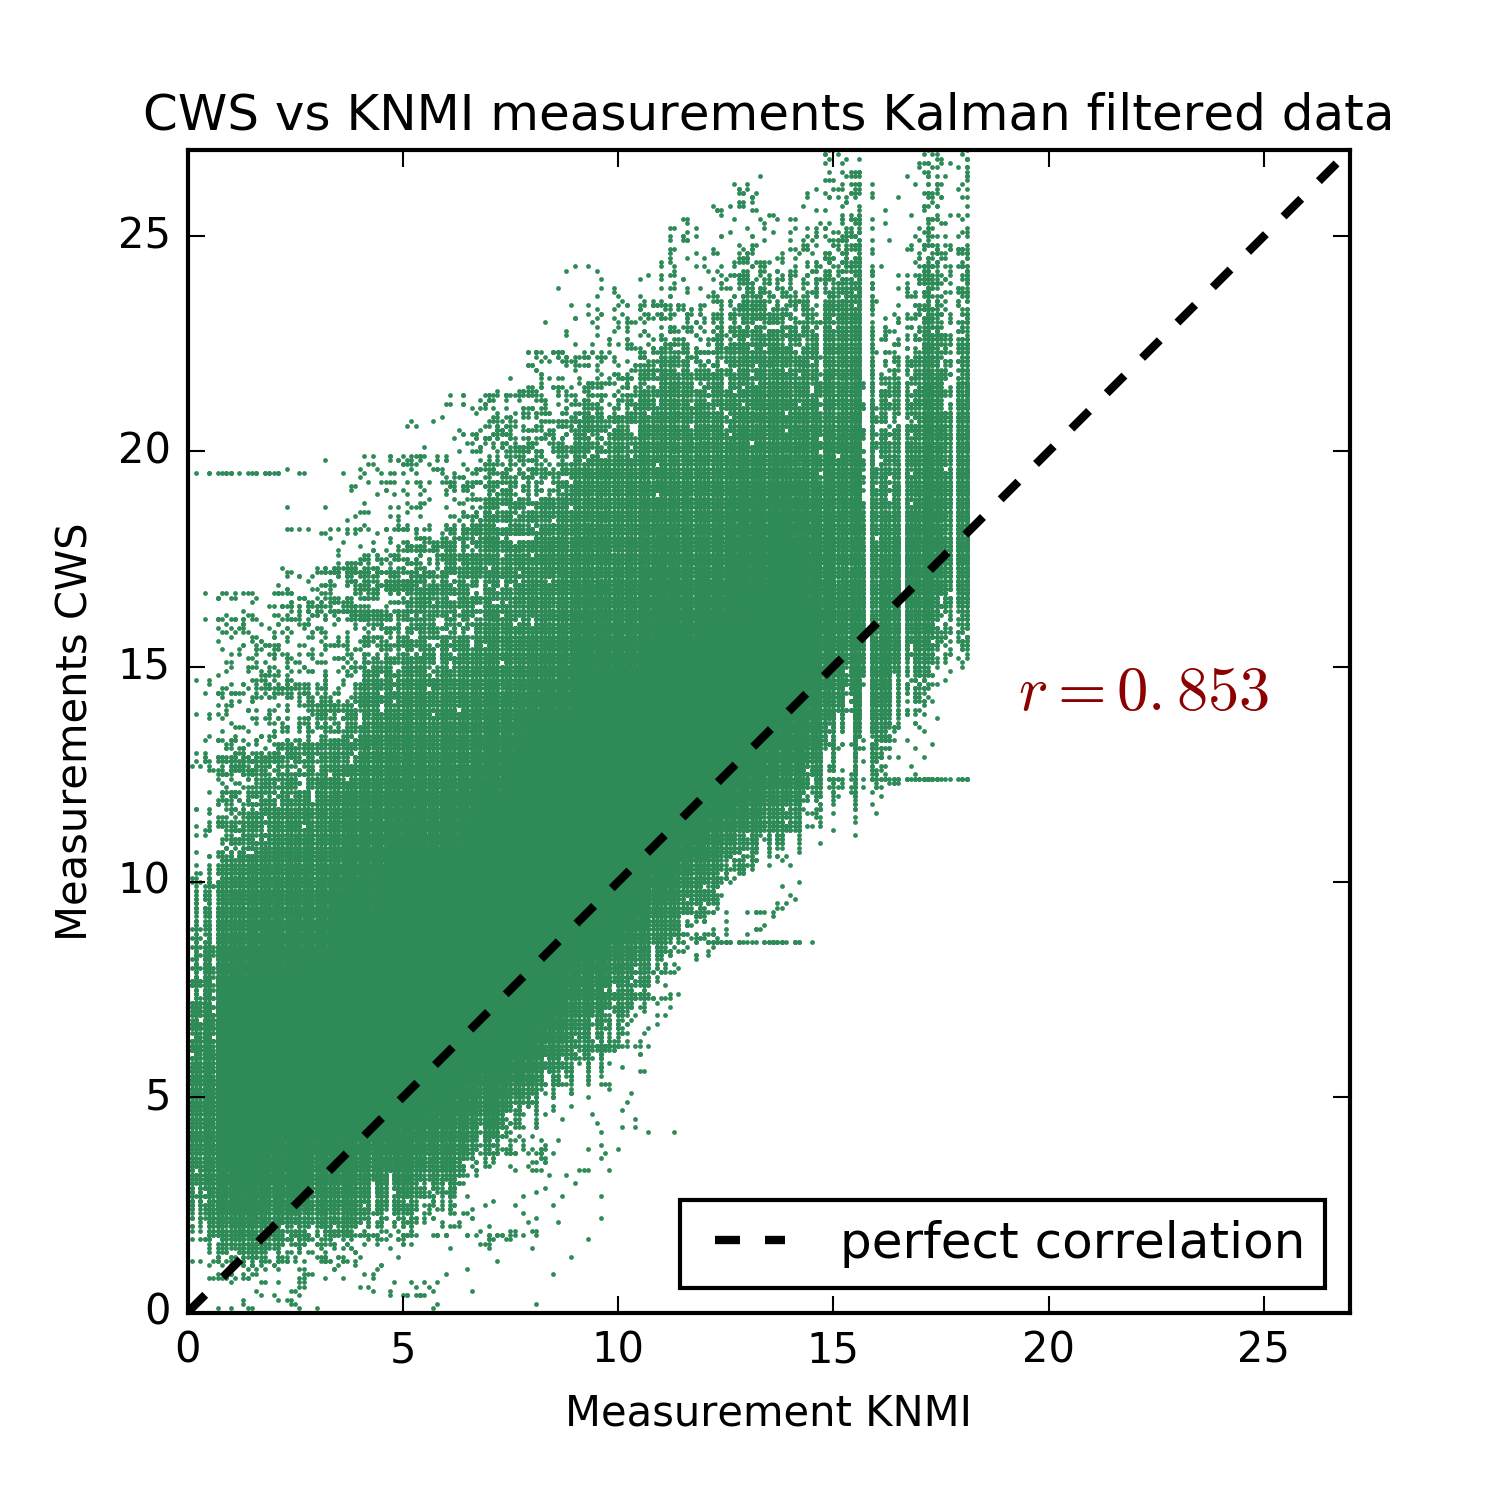 CWS vs KNMI measurements Kalman filtered data
25
20
15
10
5
0
Measurements CWS
r = 0.853
perfect correlation
0 5 10 15 20 25
Measurement KNMI